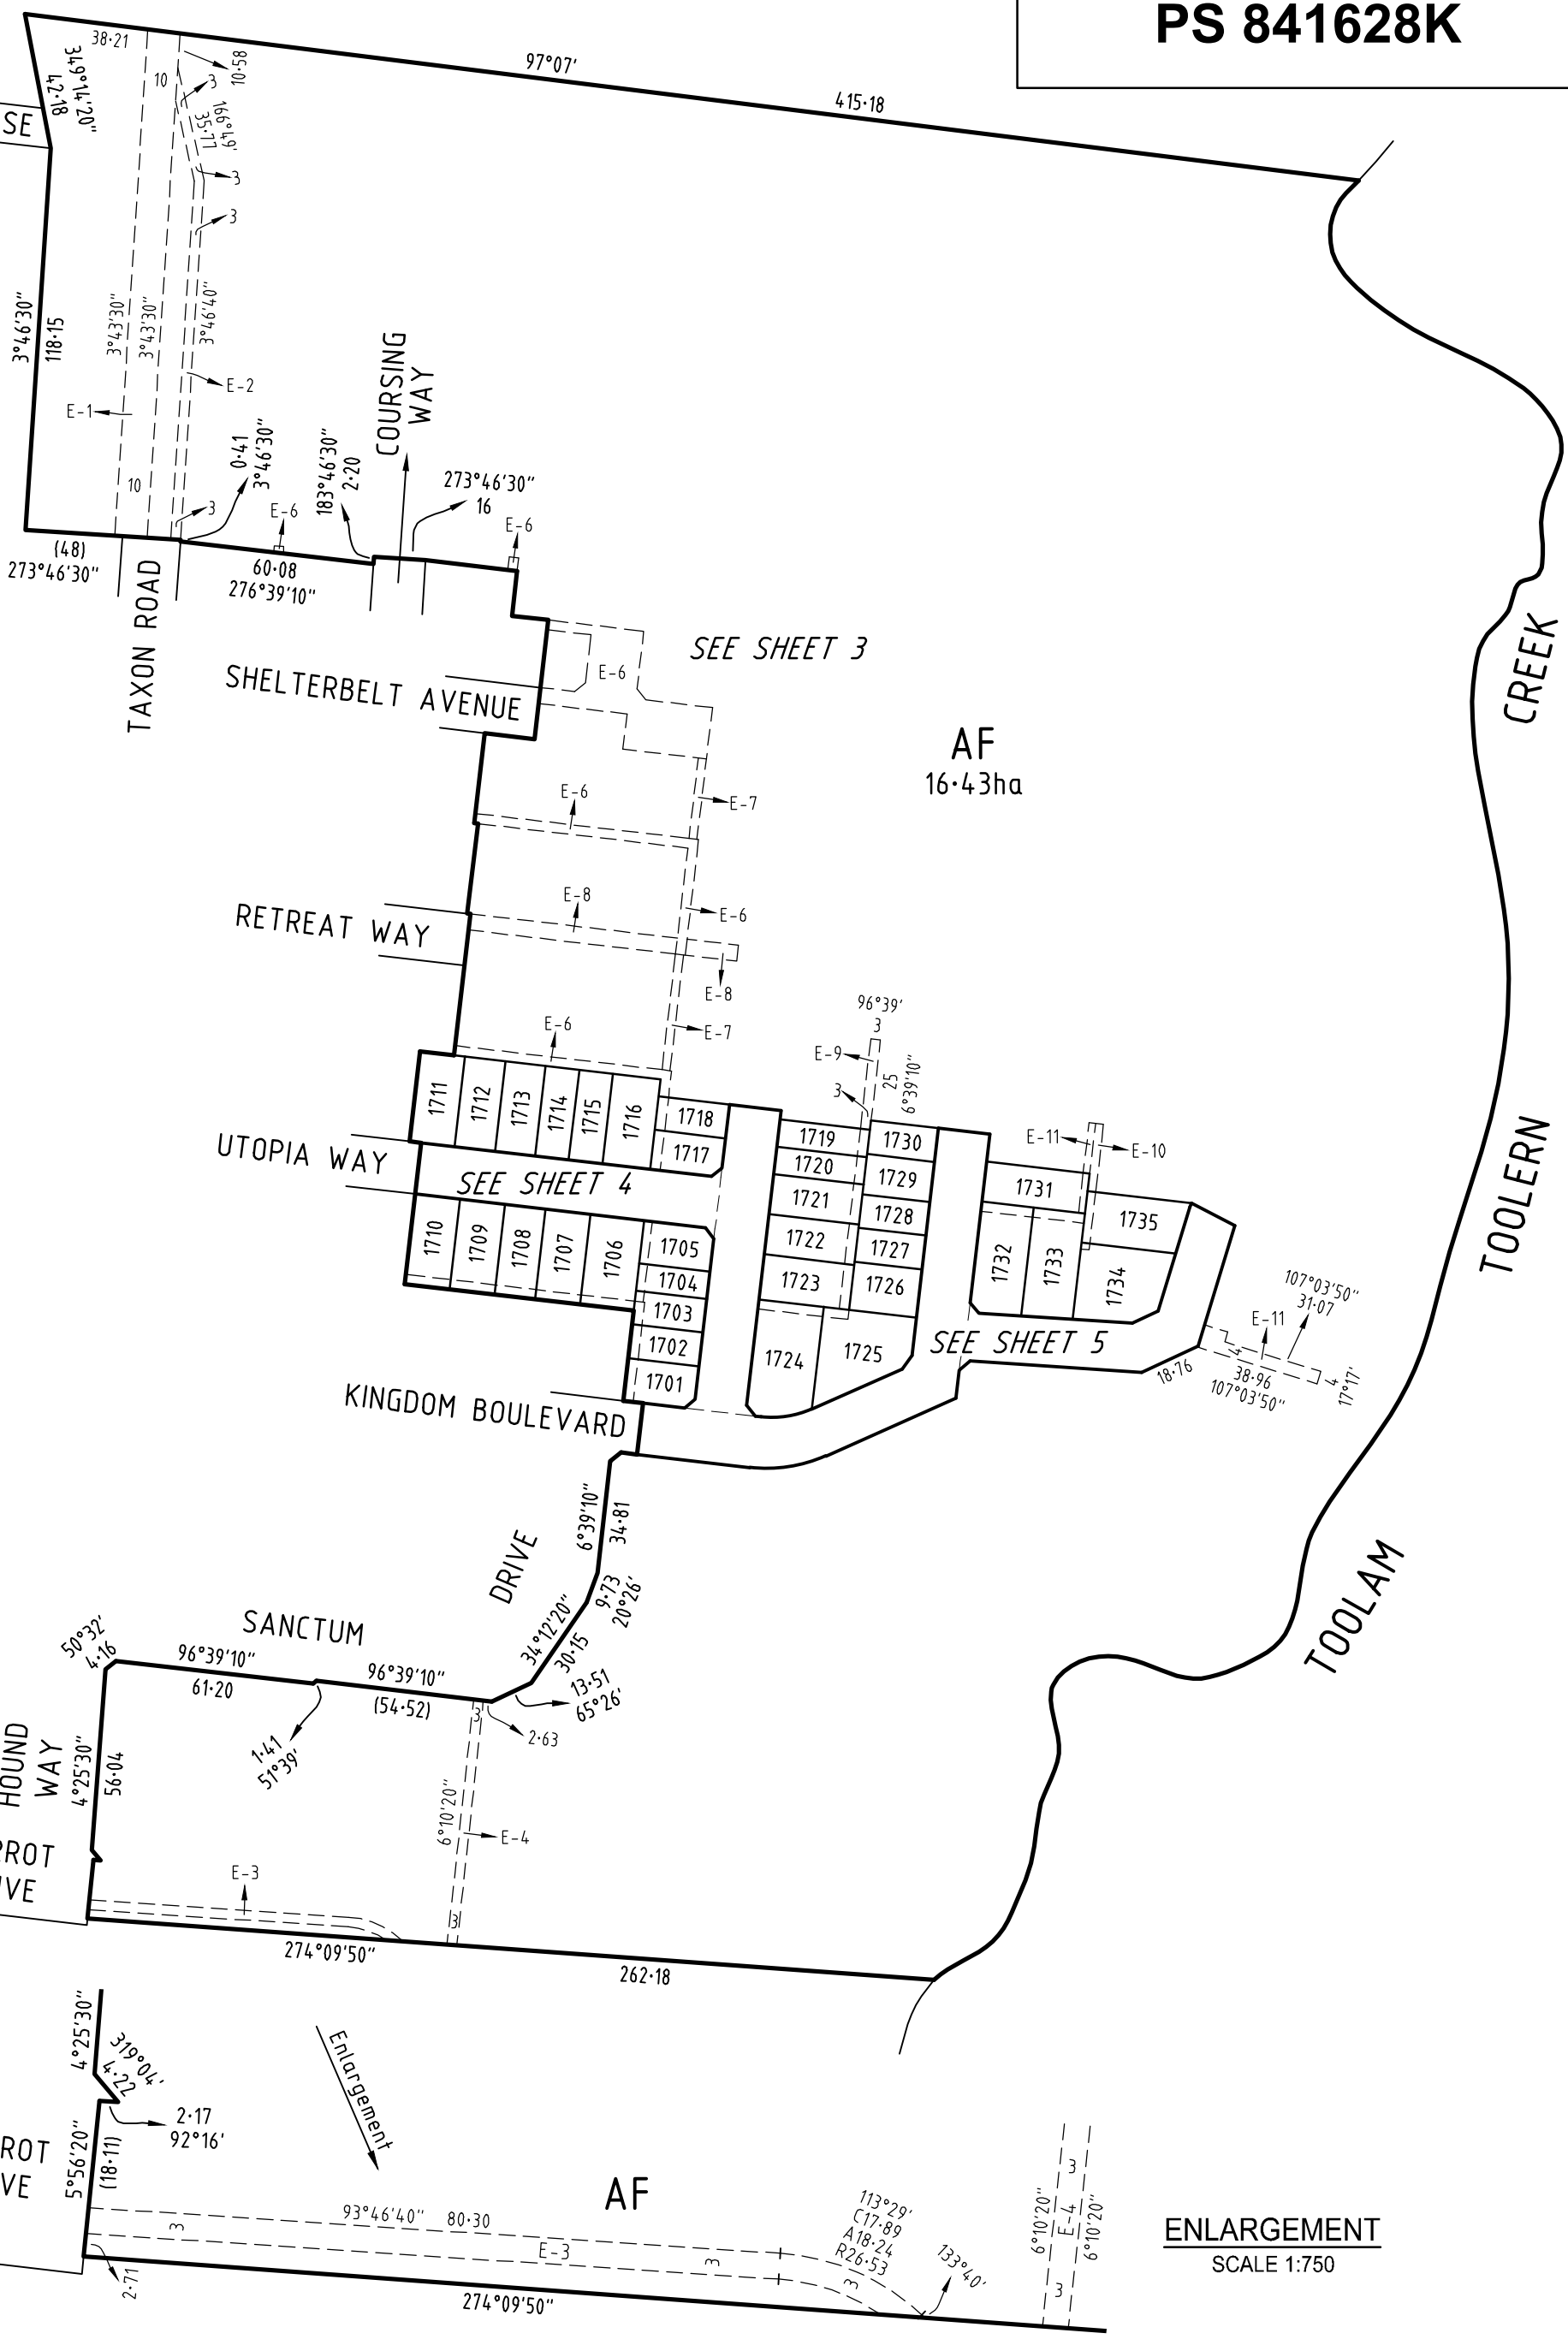 PS 841628K
97°07'
415·18
38·21
10
10·58
3
166°49'
35·77
3
3
349°14'20"
42·18
SE
3°46'30"
118·15
3°43'30"
3°43'30"
3°46'40"
E-2
E-1
10
3
0·41
3°46'30"
E-6
183°46'30"
2·20
COURSING
WAY
273°46'30"
16
E-6
(48)
273°46'30"
TAXON ROAD
60·08
276°39'10"
SEE SHEET 3
E-6
SHELTERBELT AVENUE
AF
16·43ha
CREEK
E-6
E-7
E-8
E-6
RETREAT WAY
E-8
E-6
E-7
96°39'
3
E-9
25
6°39'10"
3
1711
1712
1713
1714
1715
1716
1718
1717
1719
1720
1721
1722
1723
1724
1725
1730
1729
1728
1727
1726
E-11
E-10
1731
1735
1732
1733
1734
UTOPIA WAY
SEE SHEET 4
TOOLERN
1710
1709
1708
1707
1706
1705
1704
1703
1702
1701
SEE SHEET 5
107°03'50"
31·07
E-11
4
38·96
107°03'50"
4
17°17'
18·76
KINGDOM BOULEVARD
6°39'10"
34·81
DRIVE
9·73
20°26'
34°12'20"
30·15
13·51
65°26'
TOOLAM
SANCTUM
50°32'
4·16
96°39'10"
61·20
96°39'10"
(54·52)
3
2·63
1·41
51°39'
HOUND
WAY
4°25'30"
56·04
6°10'20"
E-4
ROT
VE
E-3
3
274°09'50"
262·18
4°25'30"
319°04'
4·22
2·17
92°16'
Enlargement
ROT
VE
5°56'20"
(18·11)
AF
93°46'40" 80·30
3
E-3
3
113°29'
C17·89
A18·24
R26·53
3
133°40'
6°10'20"
3
E-4
6°10'20"
3
2·71
274°09'50"
ENLARGEMENT
SCALE 1:750